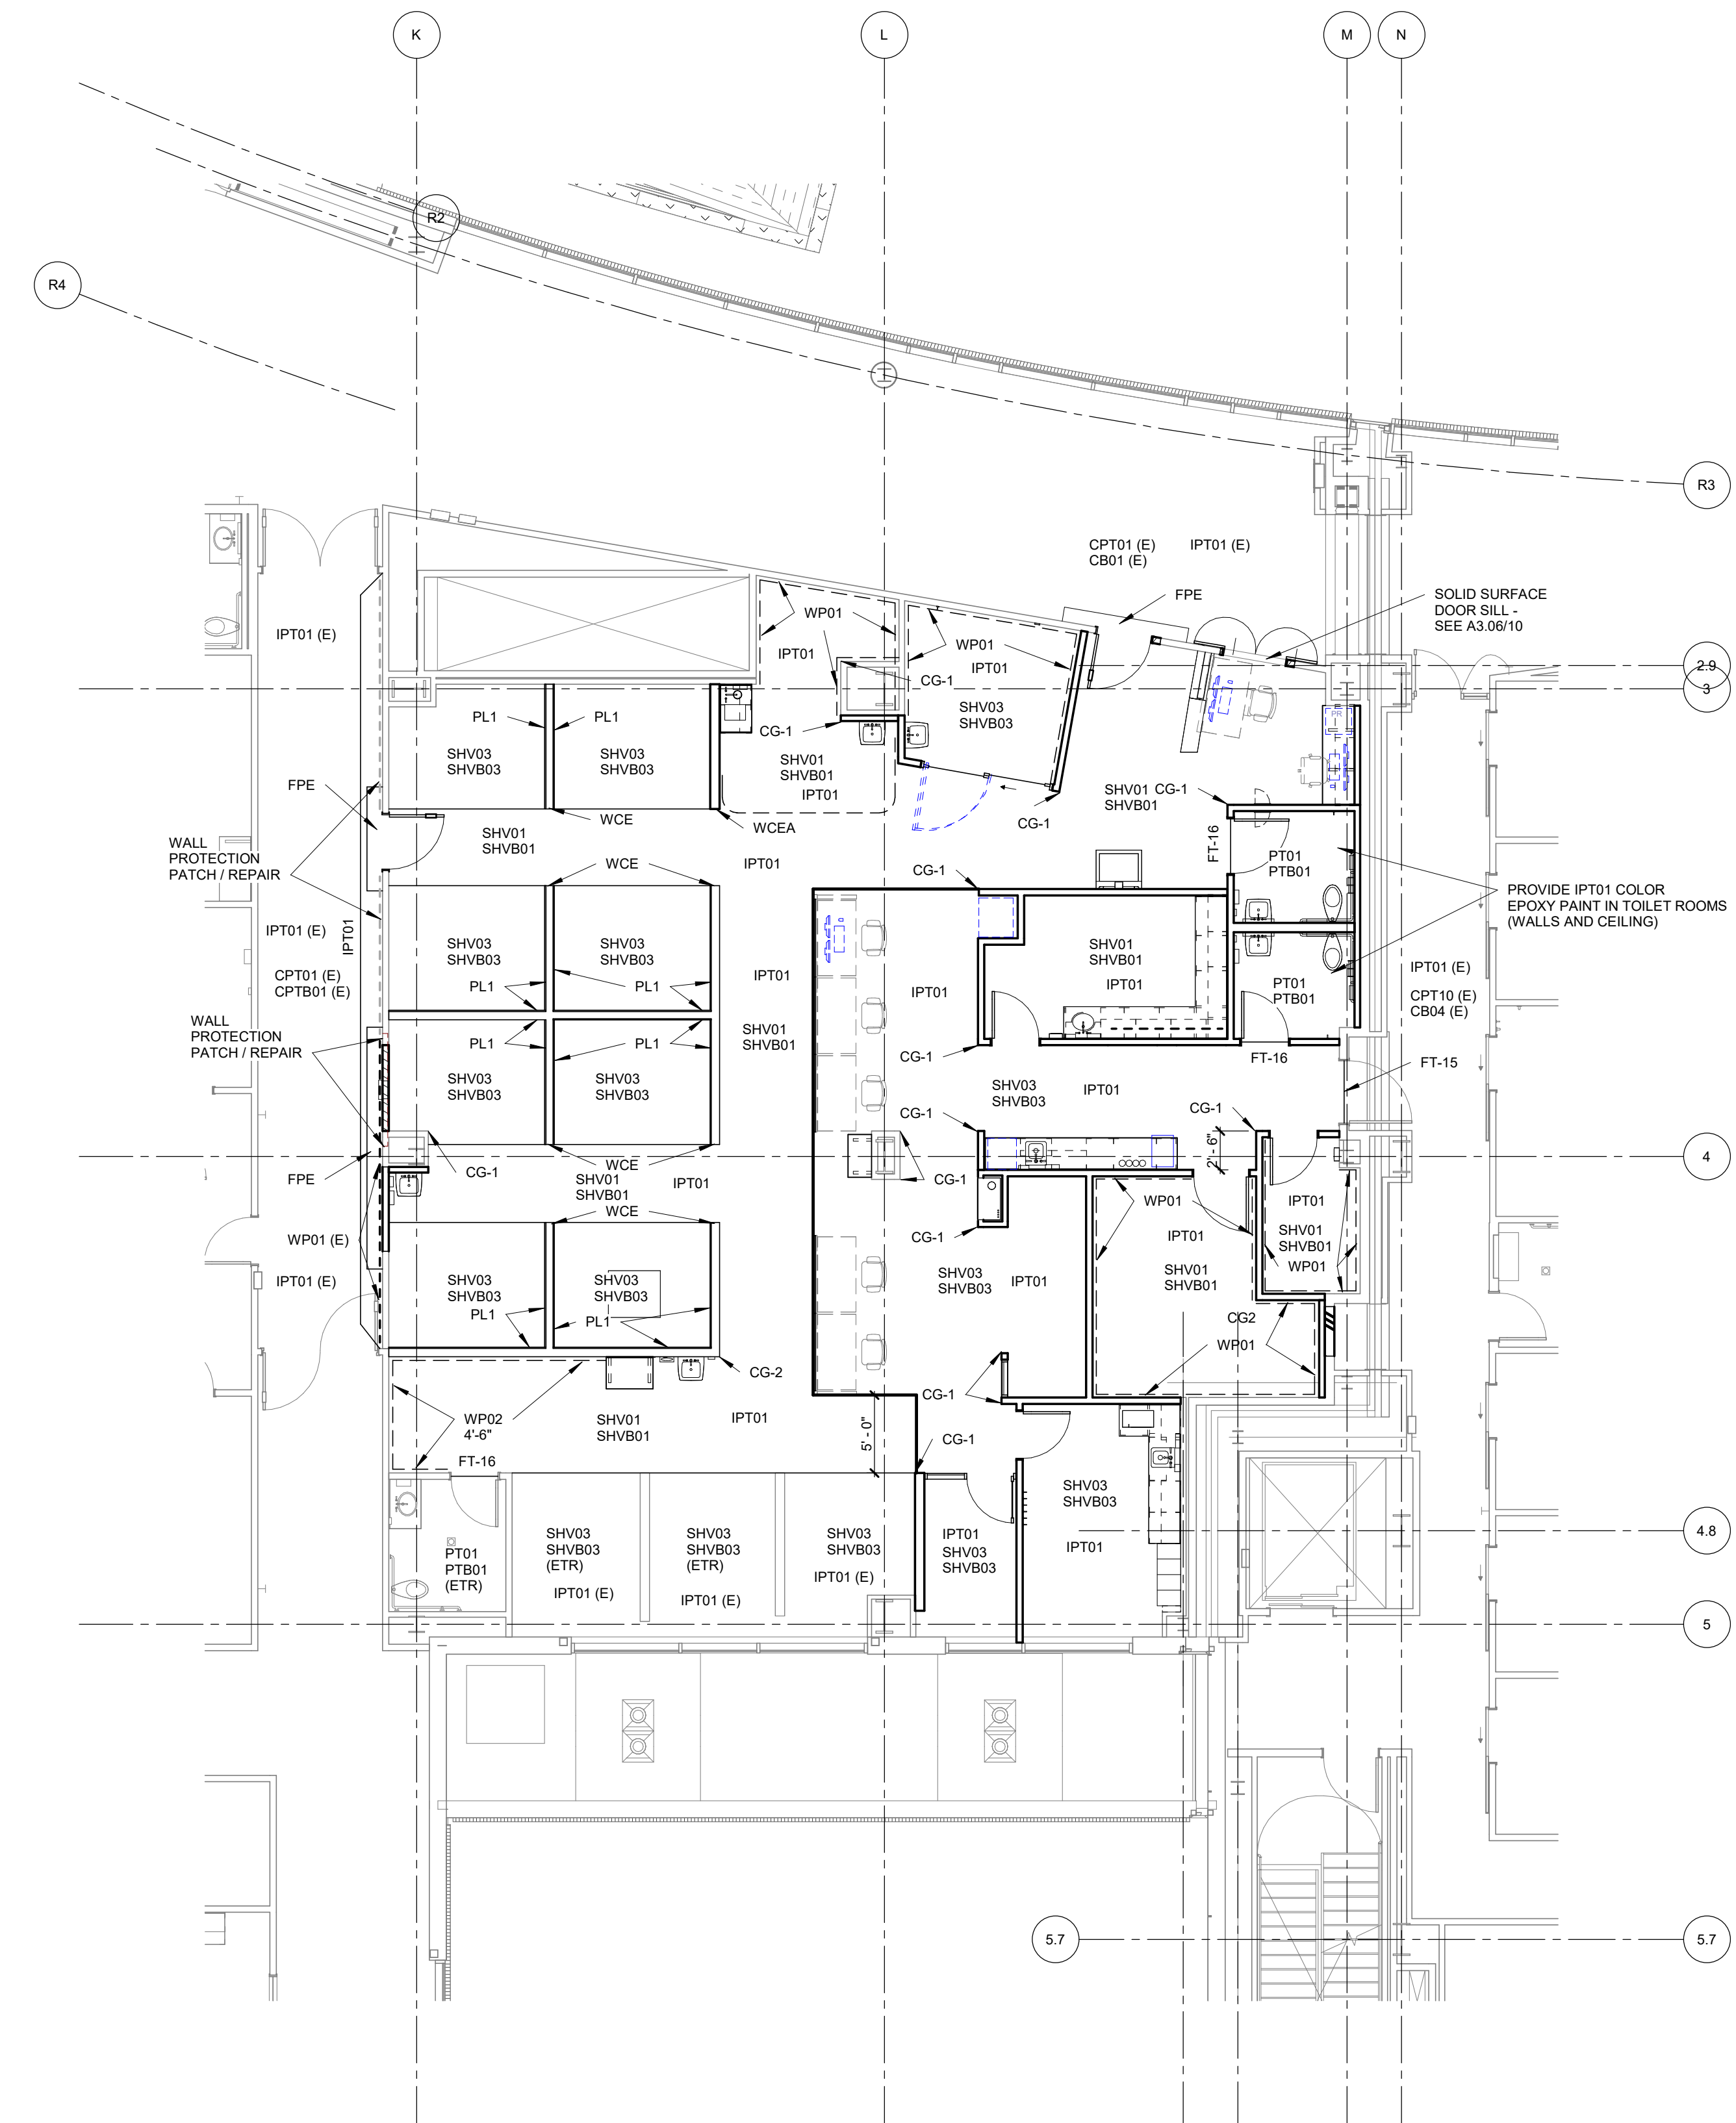 K
L
M
N
R2
R4
R3
CPT01 (E)
CB01 (E)
IPT01 (E)
FPE
SOLID SURFACE
DOOR SILL -
SEE A3.06/10
IPT01 (E)
WP01
IPT01
WP01
IPT01
2.9
3
CG-1
SHV03
SHVB03
PL1
PL1
CG-1
PR
SHV03
SHVB03
SHV03
SHVB03
SHV01
SHVB01
IPT01
FPE
SHV01
SHVB01
CG-1
WCE
WCEA
CG-1
WALL
PROTECTION
PATCH / REPAIR
SHV01
SHVB01
WCE
IPT01
CG-1
FT-16
PT01
PTB01
PROVIDE IPT01 COLOR
EPOXY PAINT IN TOILET ROOMS
(WALLS AND CEILING)
IPT01 (E)
IPT01
SHV03
SHVB03
SHV03
SHVB03
SHV01
SHVB01
IPT01
CPT01 (E)
CPTB01 (E)
PL1
PL1
IPT01
IPT01
IPT01
PT01
PTB01
IPT01 (E)
CPT10 (E)
CB04 (E)
WALL
PROTECTION
PATCH / REPAIR
PL1
PL1
SHV01
SHVB01
CG-1
FT-16
FT-15
SHV03
SHVB03
SHV03
SHVB03
SHV03
SHVB03
IPT01
CG-1
CG-1
FPE
CG-1
WCE
SHV01
SHVB01
IPT01
WCE
CG-1
2' - 6"
4
WP01
IPT01
IPT01
SHV01
SHVB01
WP01
WP01 (E)
CG-1
IPT01 (E)
SHV03
SHVB03
PL1
SHV03
SHVB03
PL1
SHV03
SHVB03
IPT01
SHV01
SHVB01
CG2
WP01
CG-2
CG-1
WP02
4'-6"
SHV01
SHVB01
IPT01
5' - 0"
CG-1
FT-16
SHV03
SHVB03
IPT01
PT01
PTB01
(ETR)
SHV03
SHVB03
(ETR)
IPT01 (E)
SHV03
SHVB03
(ETR)
IPT01 (E)
SHV03
SHVB03
IPT01 (E)
IPT01
SHV03
SHVB03
4.8
5
5.7
5.7